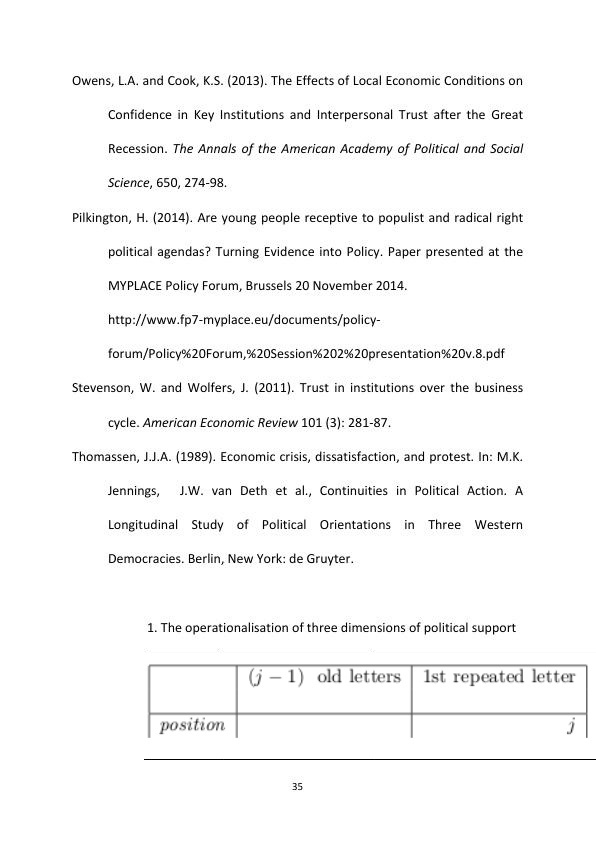 Owens, L.A. and Cook, K.S. (2013). The Effects of Local Economic Conditions on
Confidence in Key Institutions and Interpersonal Trust after the Great
Recession. The Annals of the American Academy of Political and Social
Science, 650, 274-98.
Pilkington, H. (2014). Are young people receptive to populist and radical right
political agendas? Turning Evidence into Policy. Paper presented at the
MYPLACE Policy Forum, Brussels 20 November 2014.
http://www.fp7-myplace.eu/documents/policy-
forum/Policy%20Forum,%20Session%202%20presentation%20v.8.pdf
Stevenson, W. and Wolfers, J. (2011). Trust in institutions over the business
cycle. American Economic Review 101 (3): 281-87.
Thomassen, J.J.A. (1989). Economic crisis, dissatisfaction, and protest. In: M.K.
Jennings, J.W. van Deth et al., Continuities in Political Action. A
Longitudinal Study of Political Orientations in Three Western
Democracies. Berlin, New York: de Gruyter.
1. The operationalisation of three dimensions of political support
(j − 1) old letters 1st repeated letter
position j
35